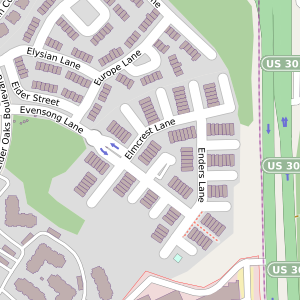 Elysian Lane
Europe Lane
US 30
Elder Street
Evensong Lane
Elmcrest Lane
Enders Lane
US 30
US 30